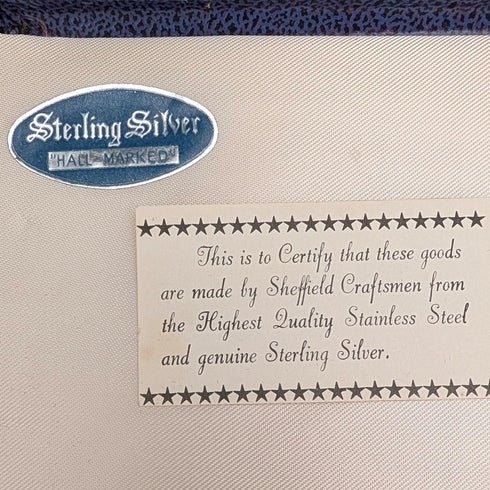 Sterling Silver
"HALL-MARKED"
This is to Certify that these goods
are made by Sheffield Craftsmen from
the Highest Quality Stainless Steel
and genuine Sterling Silver.